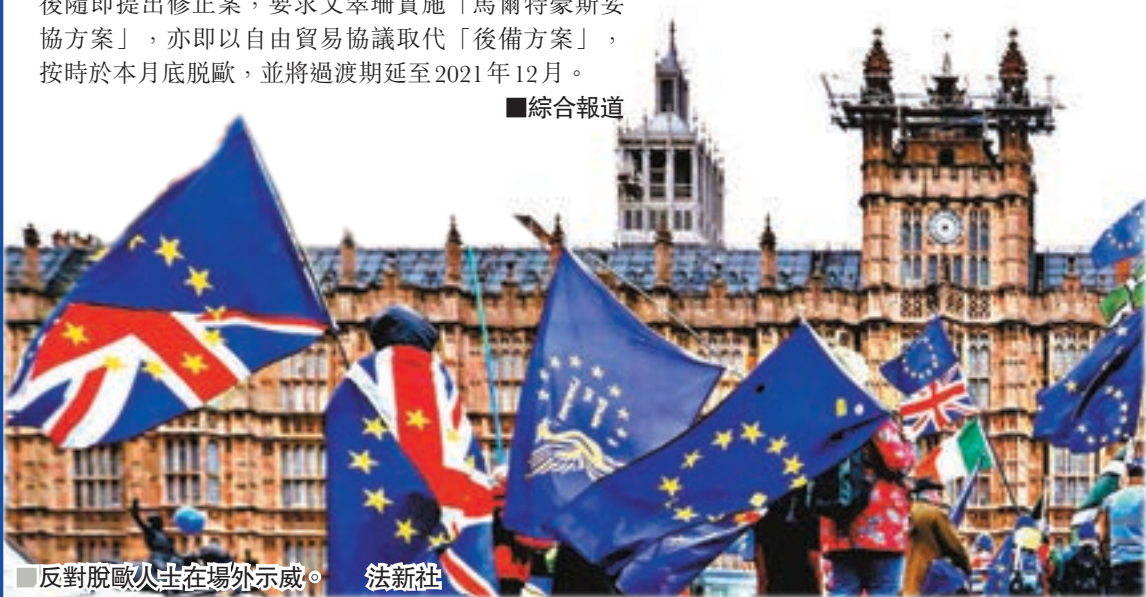 後隨即提出修正案，要求文翠珊實施「馬爾特豪斯妥
協方案」，亦即以自由貿易協議取代「後備方案」，
按時於本月底脫歐，並將過渡期延至2021年12月。
■綜合報道
■反對脫歐人士在場外示威。 法新社